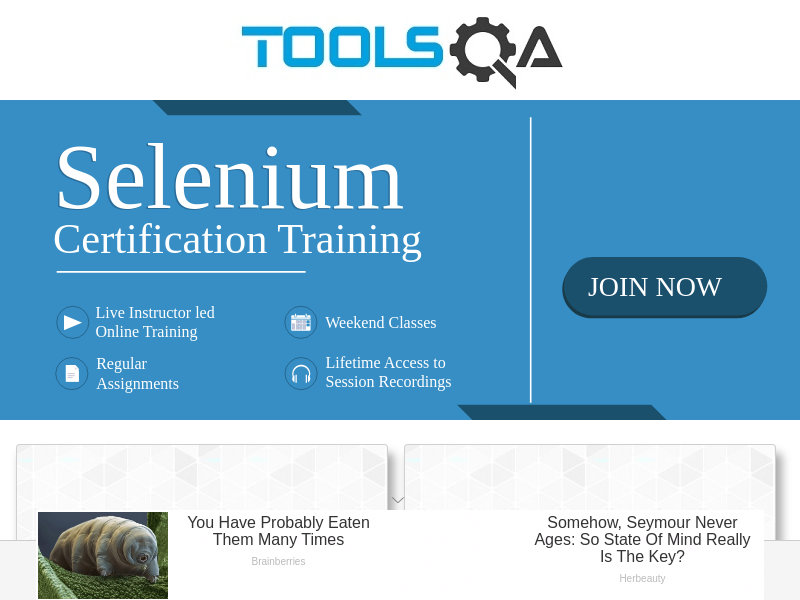 TOOLSQA
Selenium
Certification Training
JOIN NOW
Live Instructor led
Online Training
Weekend Classes
Regular
Assignments
Lifetime Access to
Session Recordings
You Have Probably Eaten
Them Many Times
Brainberries
Somehow, Seymour Never
Ages: So State Of Mind Really
Is The Key?
Herbeauty